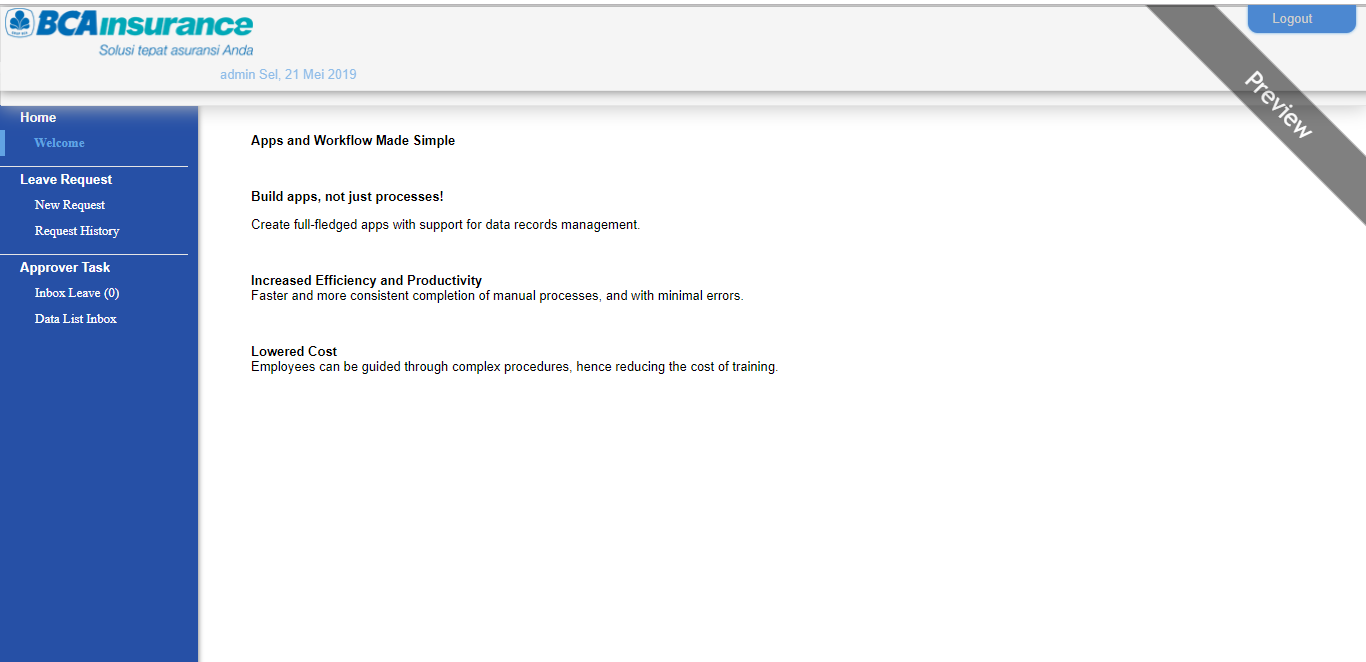 BCAinsurance
Solusi tepat asuransi Anda
Logout
admin Sel, 21 Mei 2019
Preview
Home
Welcome
Leave Request
New Request
Request History
Approver Task
Inbox Leave (0)
Data List Inbox
Apps and Workflow Made Simple
Build apps, not just processes!
Create full-fledged apps with support for data records management.
Increased Efficiency and Productivity
Faster and more consistent completion of manual processes, and with minimal errors.
Lowered Cost
Employees can be guided through complex procedures, hence reducing the cost of training.